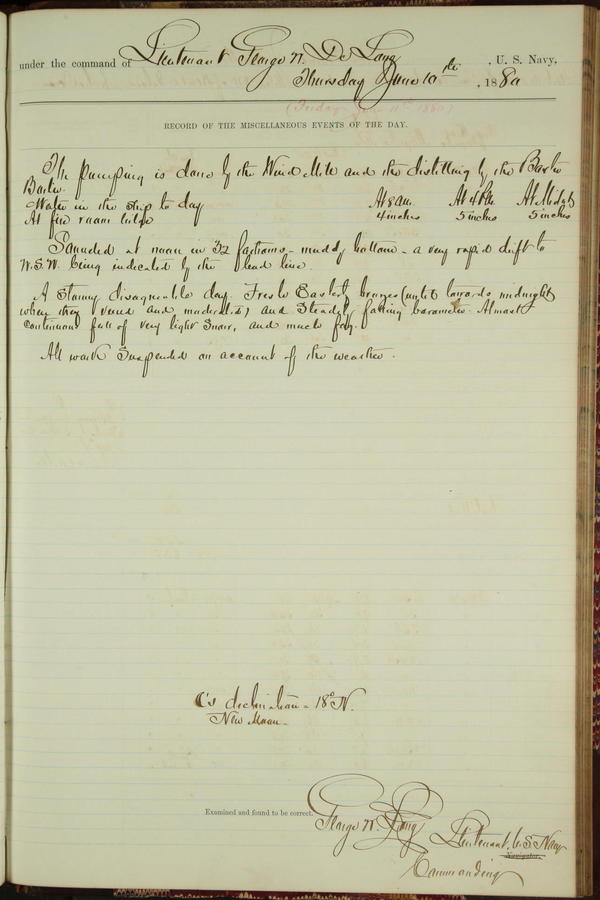 under the command of Lieutenant George W. De Long, U. S. Navy,
Thursday June 10th, 1880
(Friday June 11th 1880)
RECORD OF THE MISCELLANEOUS EVENTS OF THE DAY.
The pumping is done by the Wind Mill and the distilling by the Baxter
Boiler.
Water in the Ship to day At 8 am At 4 PM At Midnt
At fire room bilge 4 inches 5 inches 5 inches
Sounded at noon in 32 fathoms - muddy bottom - a very rapid drift to
W.S.W. being indicated by the lead line.
A Stormy disagreeable day. Fresh Easterly breezes (until towards midnight
when they veered and moderated) and Steadily falling barometer. Almost
Continuous fall of very light Snow, and much fog.
All work Suspended on account of the weather.
☾'s declination - 18° N.
New Moon -
Examined and found to be correct.
George W. De Long Lieutenant, U.S. Navy
Navigator.
Commanding